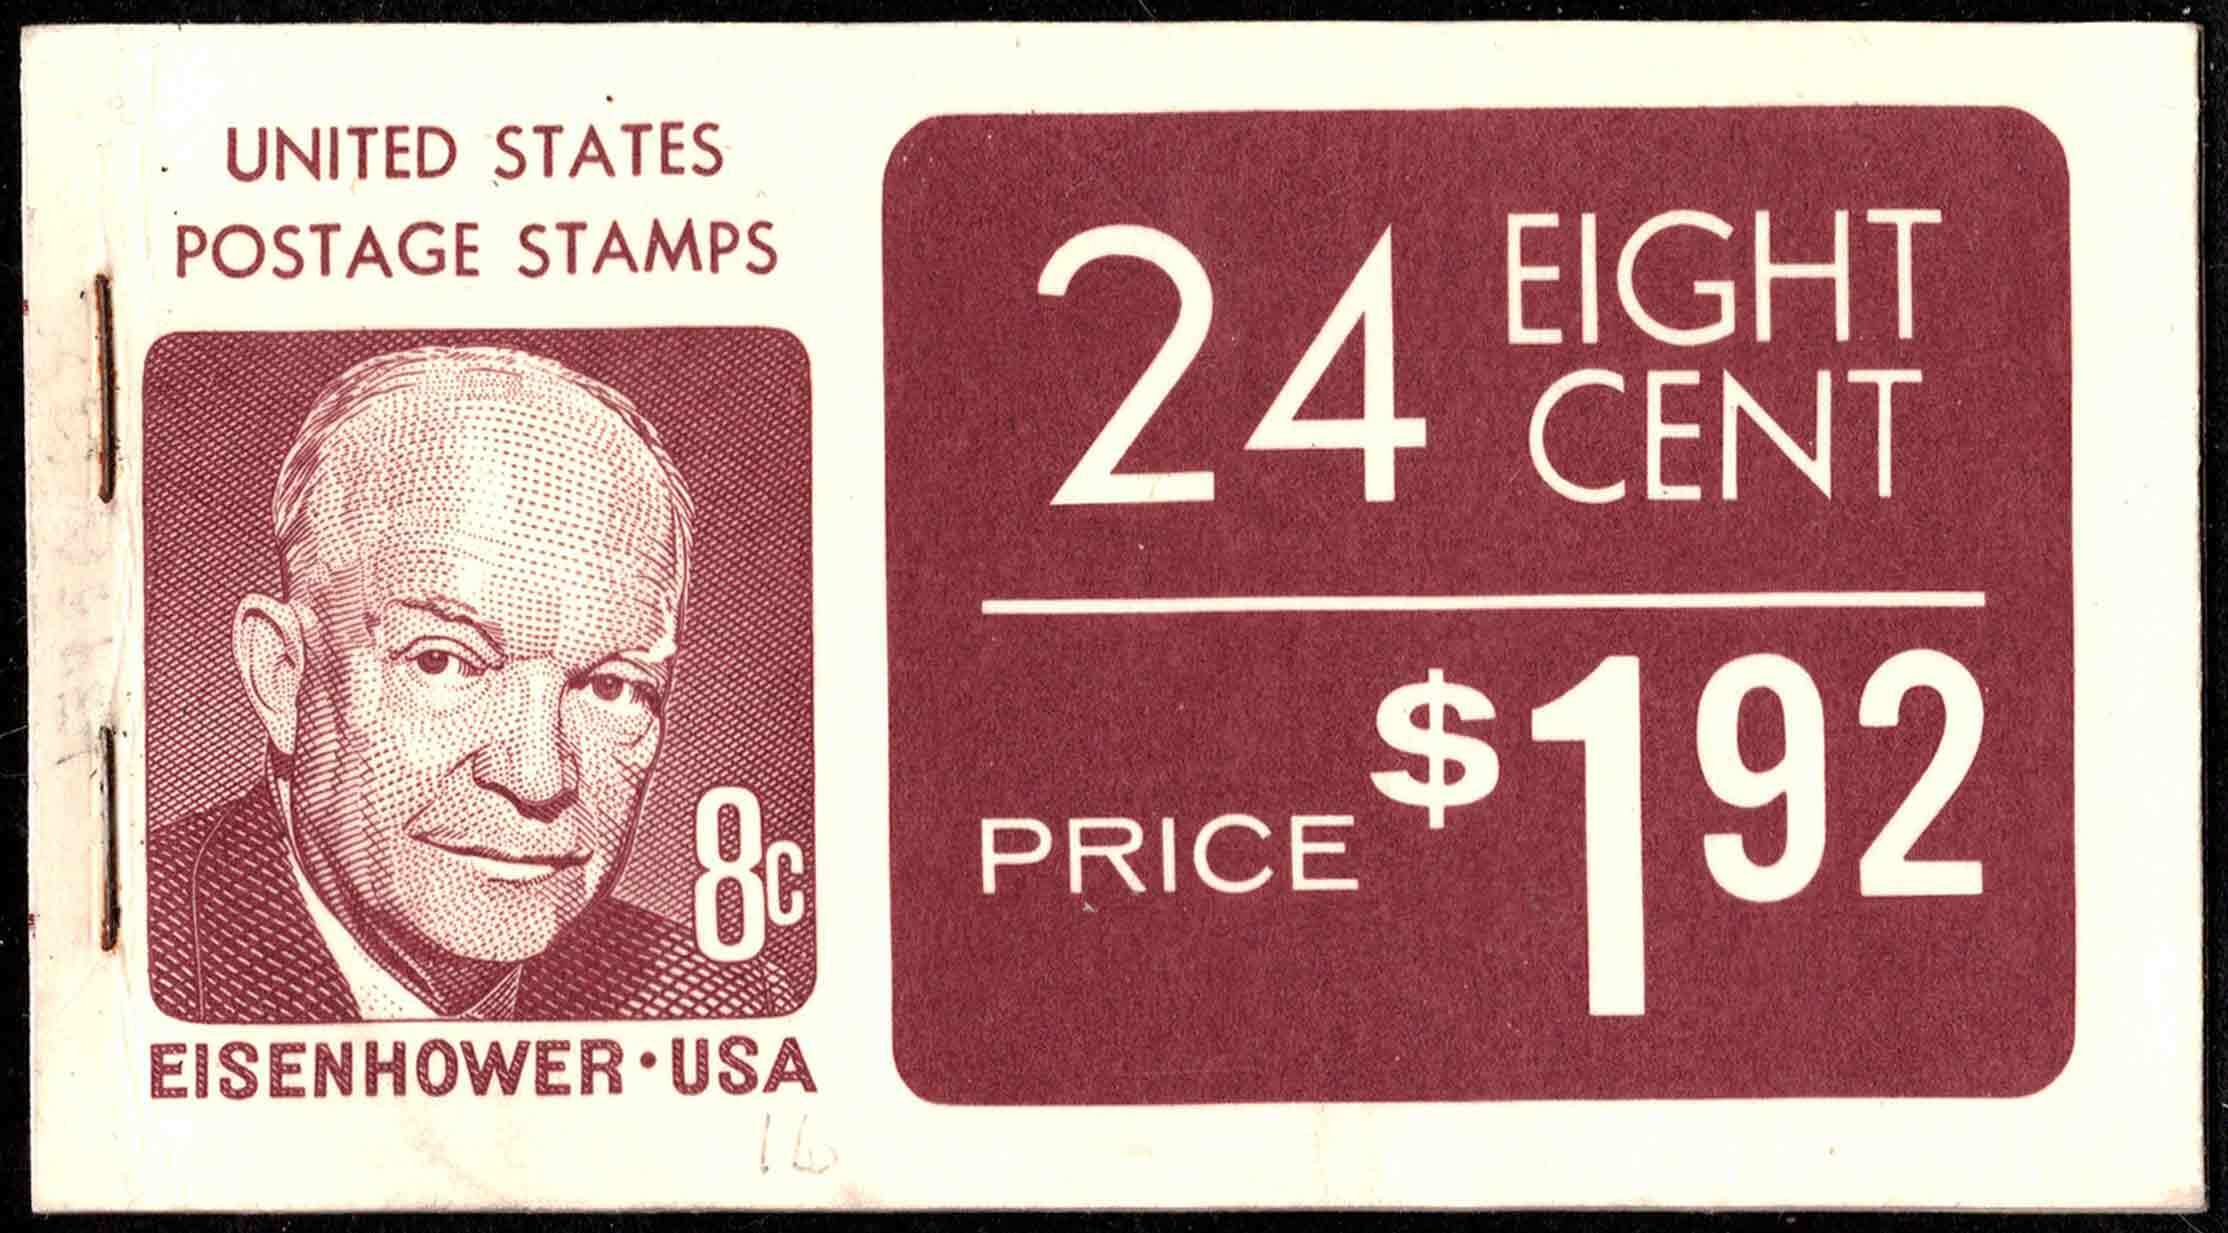 UNITED STATES
POSTAGE STAMPS
8c
EISENHOWER · USA
24 EIGHT
CENT
PRICE $1.92
16